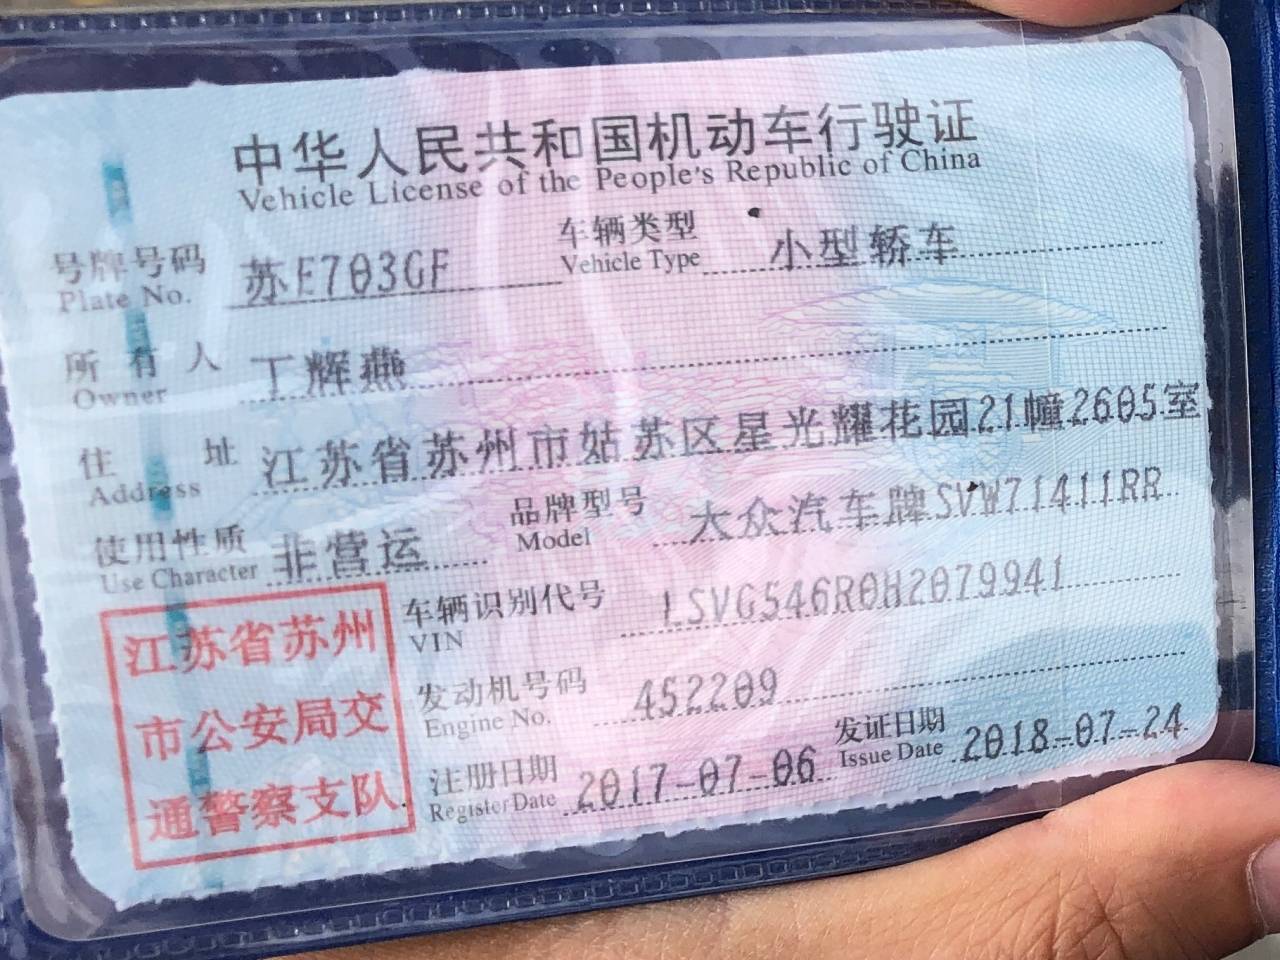 中华人民共和国机动车行驶证
Vehicle License of the People's Republic of China
号牌号码 苏E703GF 车辆类型 小型轿车
Plate No. Vehicle Type
所有人 丁辉燕
Owner
住址 江苏省苏州市姑苏区星光耀花园21幢2605室
Address
使用性质 非营运 品牌型号 大众汽车牌SVW71411RR
Use Character Model
车辆识别代号 LSVG546R0H2079941
VIN
发动机号码 452209
Engine No.
注册日期 2017-07-06 发证日期 2018-07-24
Register Date Issue Date
江苏省苏州
市公安局交
通警察支队